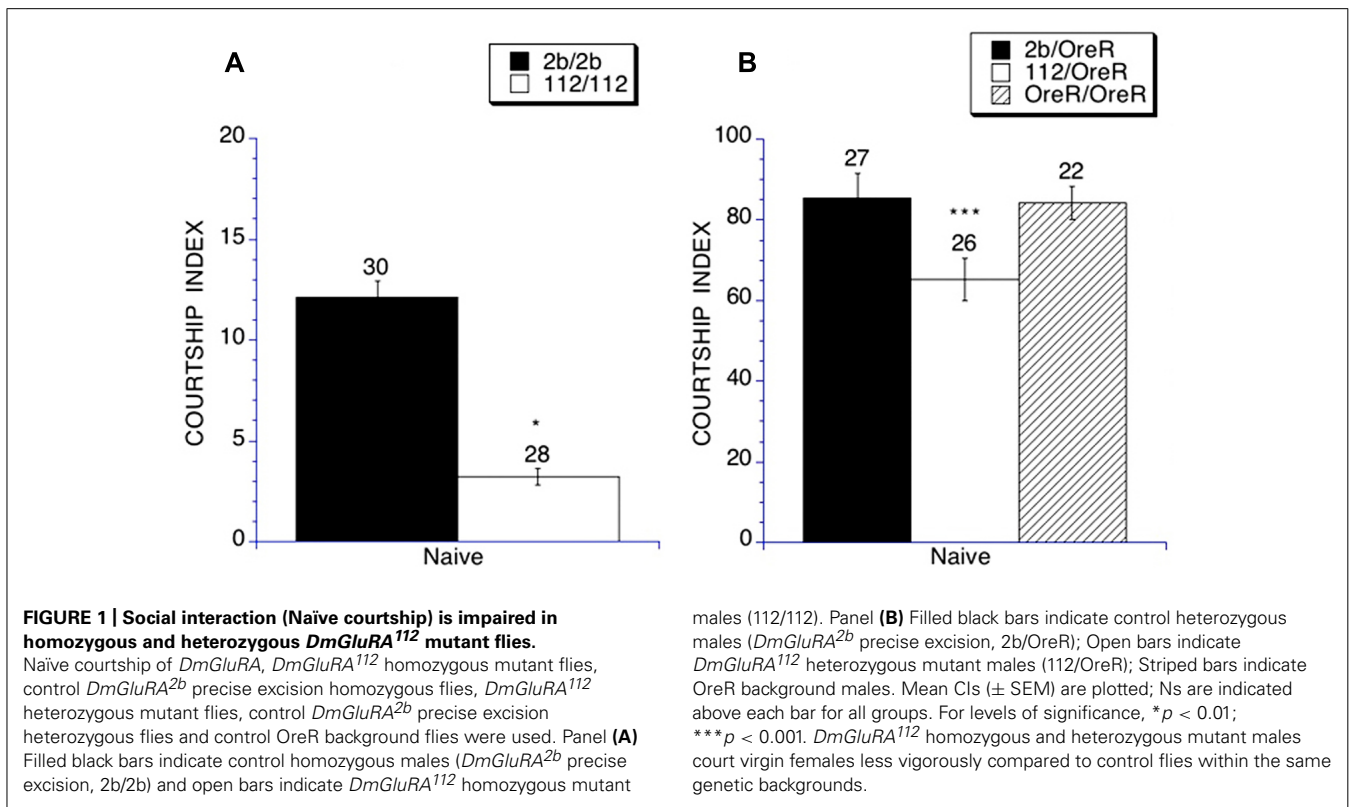 A
2b/2b
112/112
20
15
10
5
0
COURTSHIP INDEX
30
*
28
Naive
B
2b/OreR
112/OreR
OreR/OreR
100
80
60
40
20
0
COURTSHIP INDEX
27
***
26
22
Naive
FIGURE 1 | Social interaction (Naïve courtship) is impaired in
homozygous and heterozygous DmGluRA112 mutant flies.
Naïve courtship of DmGluRA, DmGluRA112 homozygous mutant flies,
control DmGluRA2b precise excision homozygous flies, DmGluRA112
heterozygous mutant flies, control DmGluRA2b precise excision
heterozygous flies and control OreR background flies were used. Panel (A)
Filled black bars indicate control homozygous males (DmGluRA2b precise
excision, 2b/2b) and open bars indicate DmGluRA112 homozygous mutant
males (112/112). Panel (B) Filled black bars indicate control heterozygous
males (DmGluRA2b precise excision, 2b/OreR); Open bars indicate
DmGluRA112 heterozygous mutant males (112/OreR); Striped bars indicate
OreR background males. Mean CIs (± SEM) are plotted; Ns are indicated
above each bar for all groups. For levels of significance, *p < 0.01;
***p < 0.001. DmGluRA112 homozygous and heterozygous mutant males
court virgin females less vigorously compared to control flies within the same
genetic backgrounds.